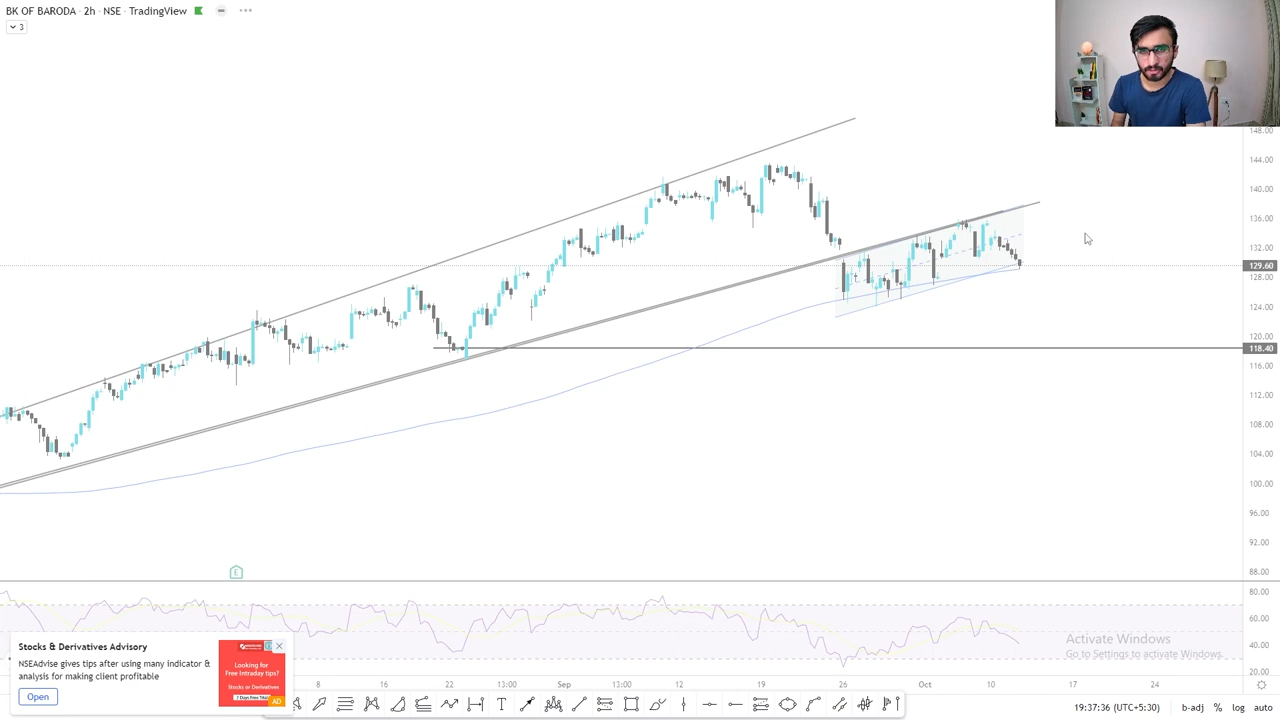 BK OF BARODA · 2h · NSE · TradingView
3
148.00
144.00
140.00
136.00
132.00
129.60
128.00
124.00
120.00
118.40
116.00
112.00
108.00
104.00
100.00
96.00
92.00
88.00
E
80.00
60.00
40.00
20.00
Activate Windows
Go to Settings to activate Windows.
Stocks & Derivatives Advisory
NSEAdvise gives tips after using many indicator &
analysis for making client profitable
Open
Looking for
Free Intraday tips?
Stocks or Derivatives
AD
8 16 22 13:00 Sep 13:00 12 19 26 Oct 10 17 24
T
19:37:36 (UTC+5:30) b-adj % log auto